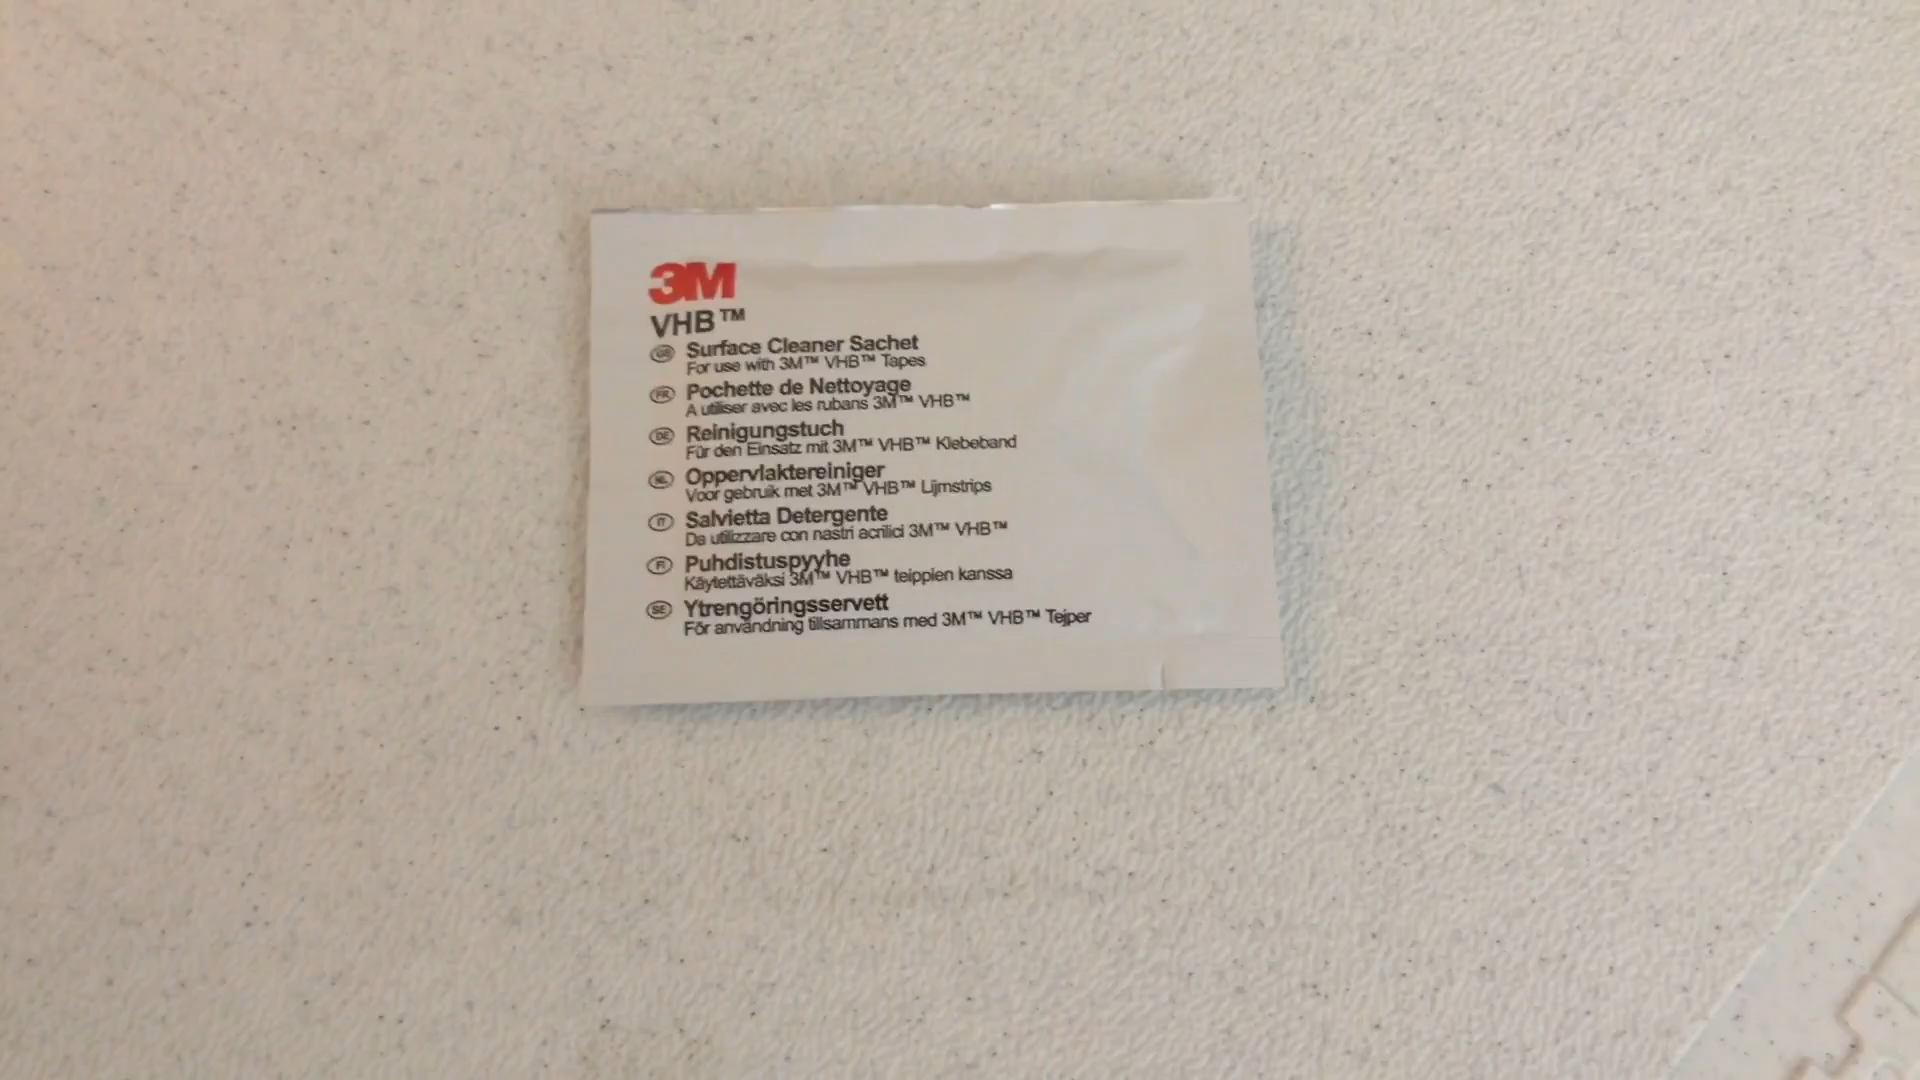 3M
VHB™
GB Surface Cleaner Sachet
For use with 3M™ VHB™ Tapes
FR Pochette de Nettoyage
A utiliser avec les rubans 3M™ VHB™
DE Reinigungstuch
Für den Einsatz mit 3M™ VHB™ Klebeband
NL Oppervlaktereiniger
Voor gebruik met 3M™ VHB™ Lijmstrips
IT Salvietta Detergente
Da utilizzare con nastri acrilici 3M™ VHB™
FI Puhdistuspyyhe
Käytettäväksi 3M™ VHB™ teippien kanssa
SE Ytrengöringsservett
För användning tillsammans med 3M™ VHB™ Tejper